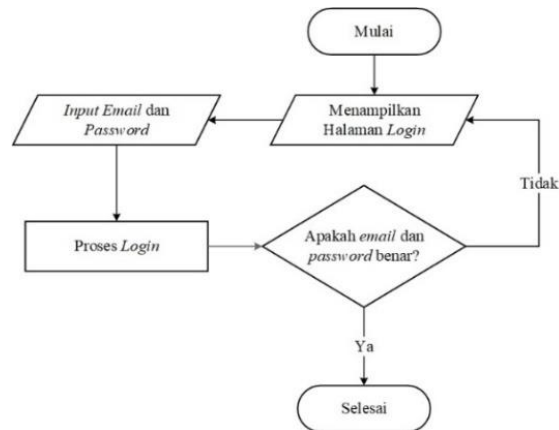 Mulai
Menampilkan
Halaman Login
Input Email dan
Password
Proses Login
Apakah email dan
password benar?
Tidak
Ya
Selesai